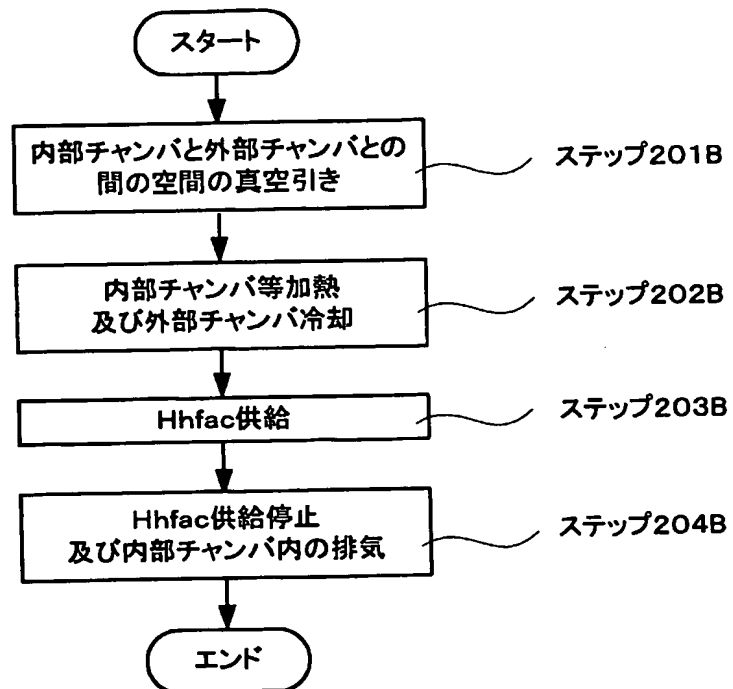 スタート
内部チャンバと外部チャンバとの
間の空間の真空引き
ステップ201B
内部チャンバ等加熱
及び外部チャンバ冷却
ステップ202B
Hhfac供給
ステップ203B
Hhfac供給停止
及び内部チャンバ内の排気
ステップ204B
エンド